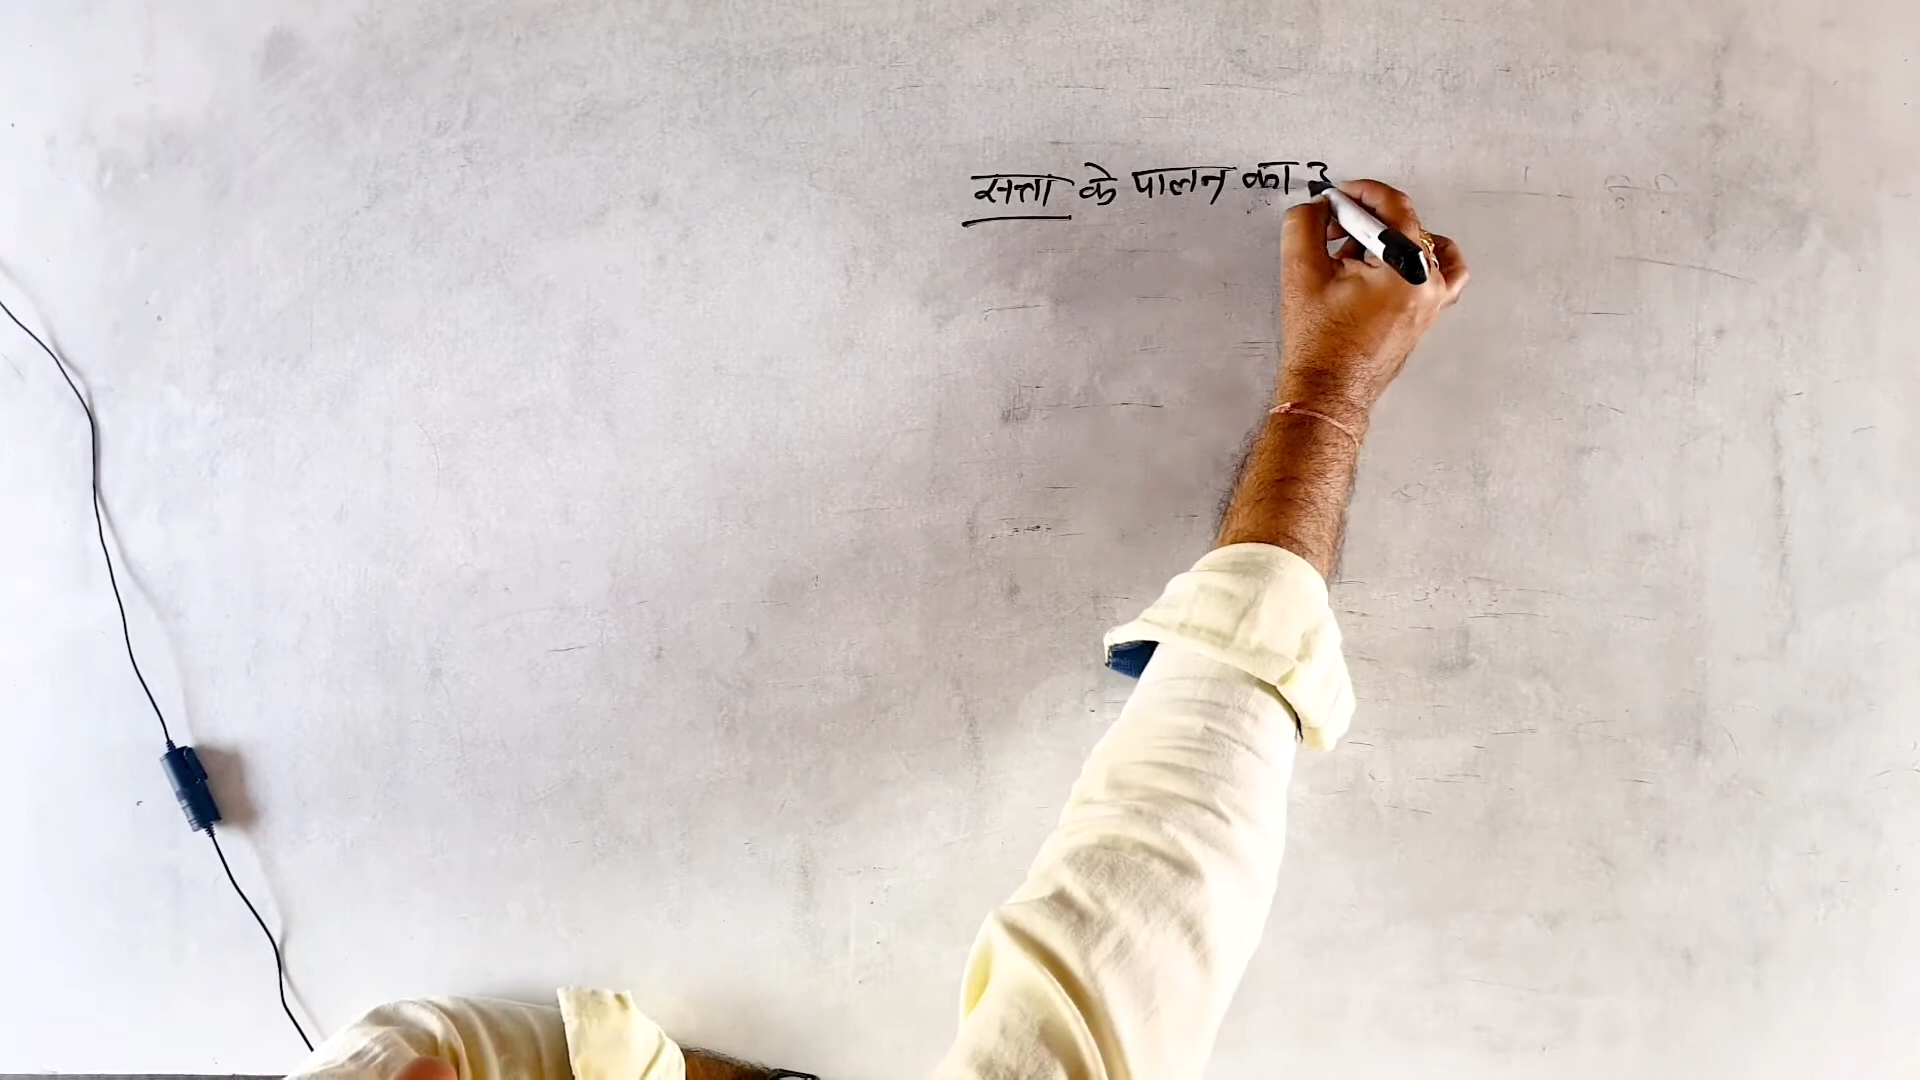 सत्ता के पालन का